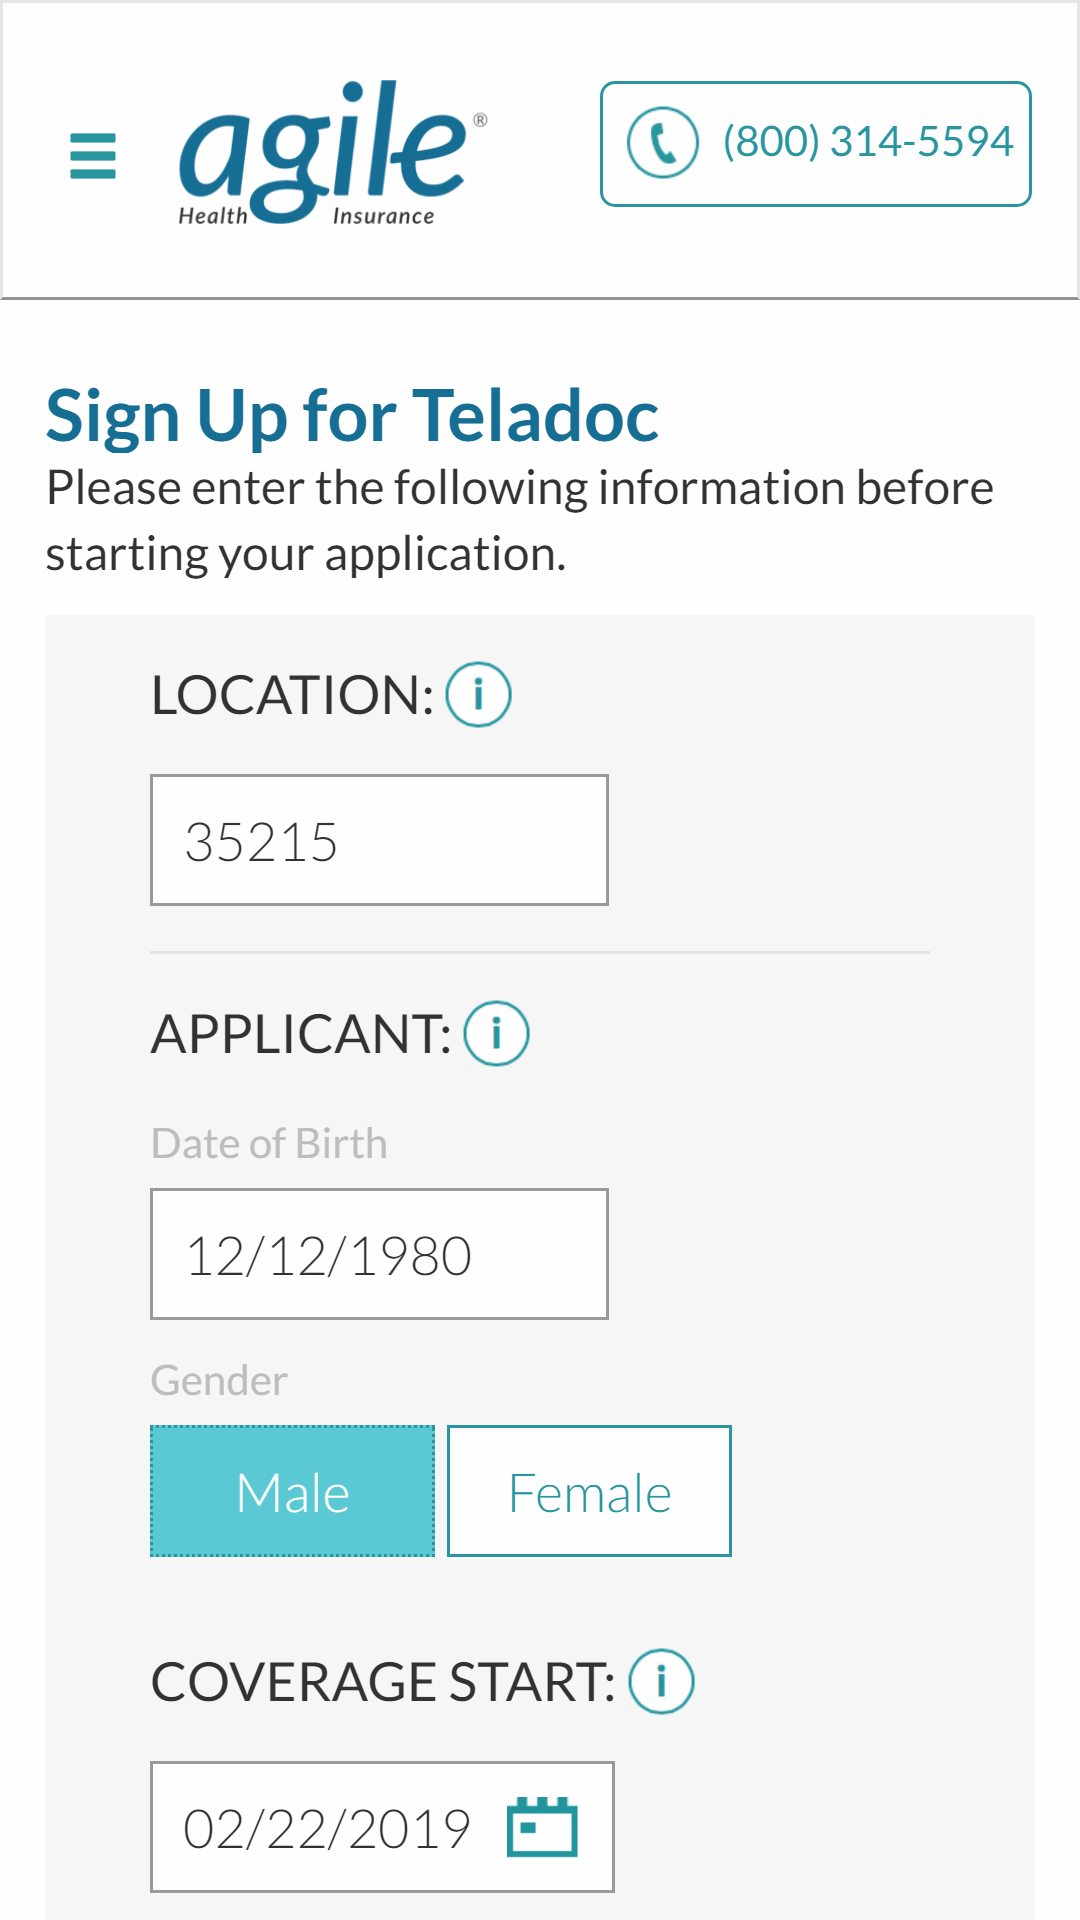 agile®
Health Insurance
(800) 314-5594
Sign Up for Teladoc
Please enter the following information before
starting your application.
LOCATION: i
35215
APPLICANT: i
Date of Birth
12/12/1980
Gender
Male Female
COVERAGE START: i
02/22/2019